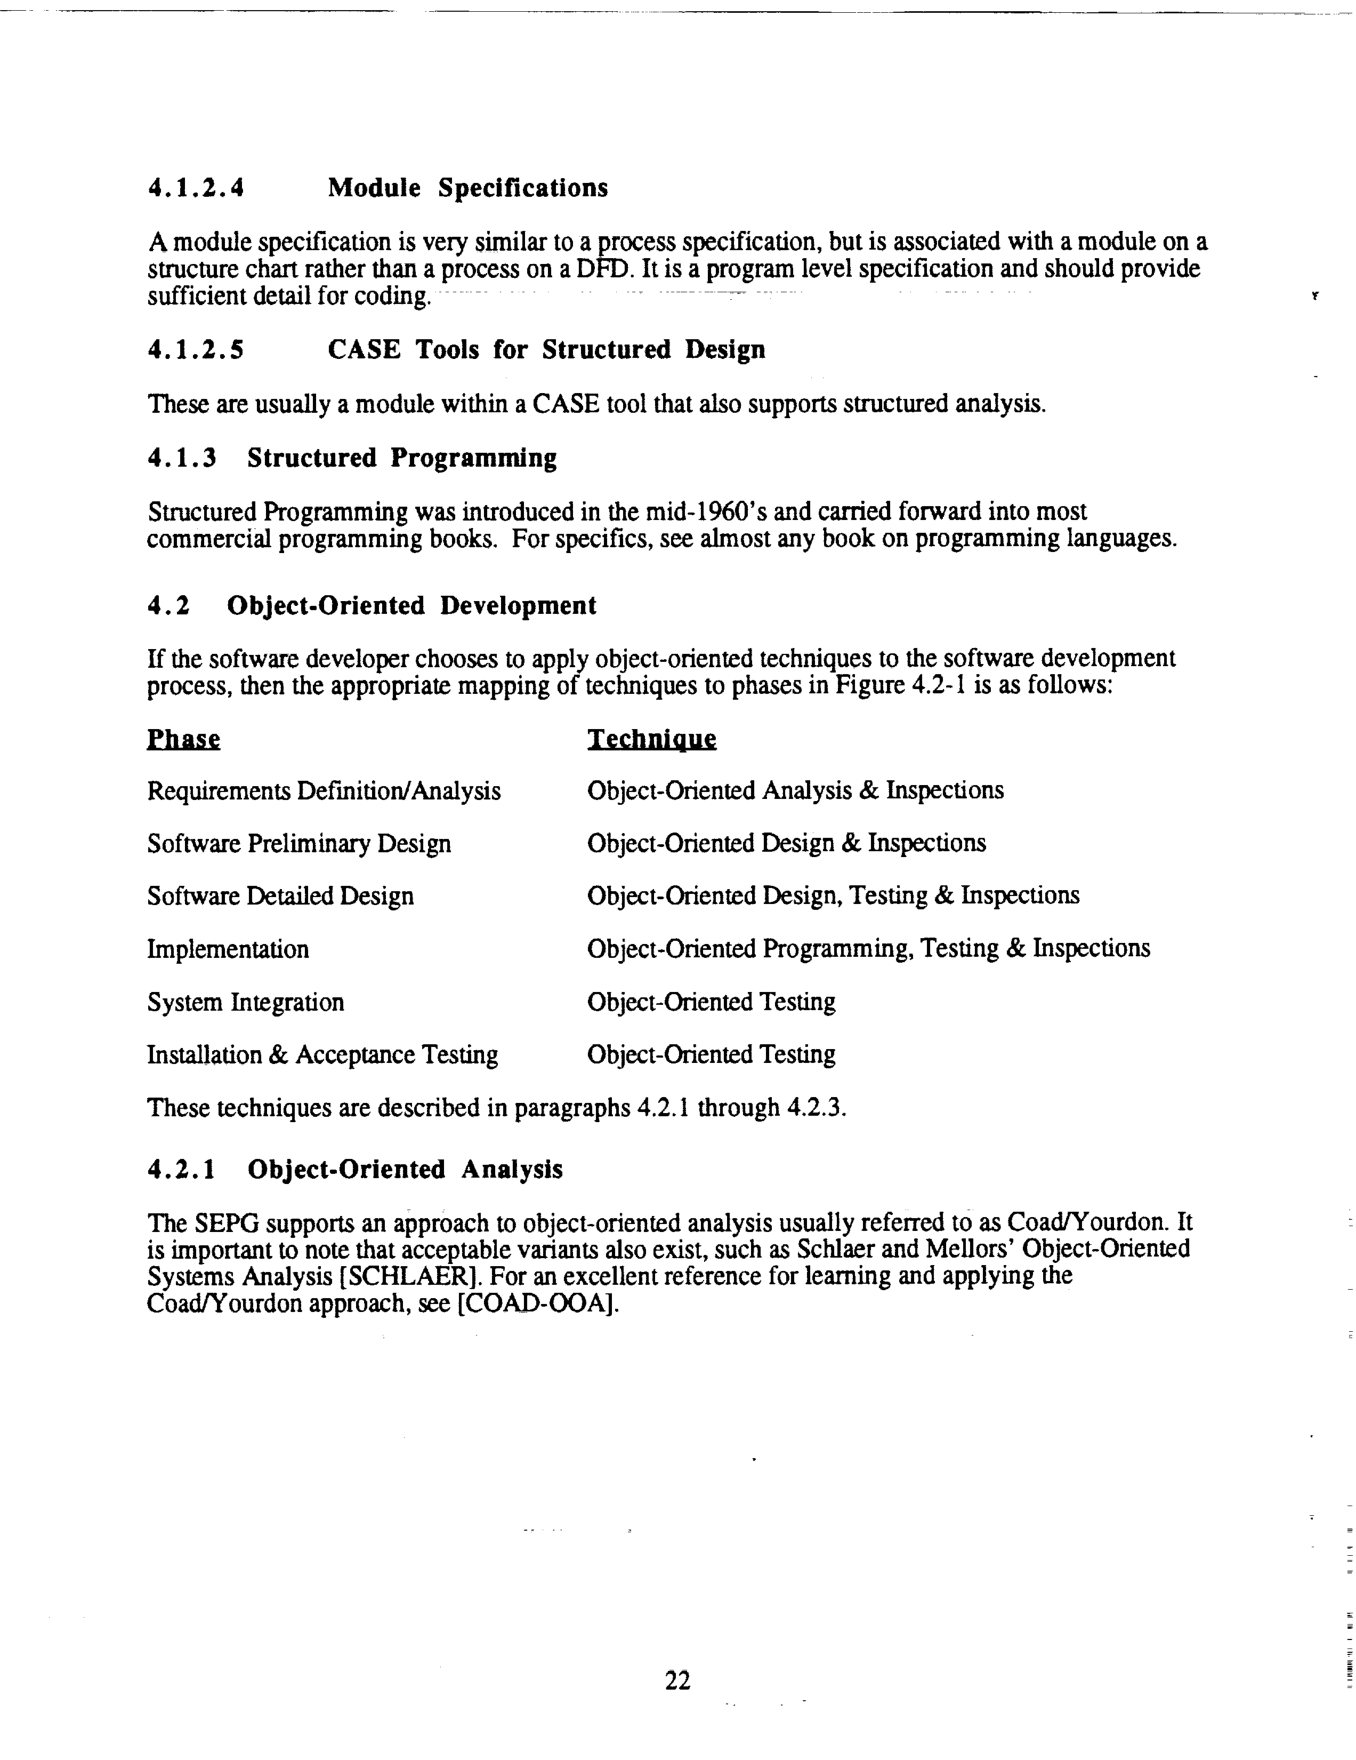 4.1.2.4 Module Specifications
A module specification is very similar to a process specification, but is associated with a module on a
structure chart rather than a process on a DFD. It is a program level specification and should provide
sufficient detail for coding.
4.1.2.5 CASE Tools for Structured Design
These are usually a module within a CASE tool that also supports structured analysis.
4.1.3 Structured Programming
Structured Programming was introduced in the mid-1960's and carried forward into most
commercial programming books. For specifics, see almost any book on programming languages.
4.2 Object-Oriented Development
If the software developer chooses to apply object-oriented techniques to the software development
process, then the appropriate mapping of techniques to phases in Figure 4.2-1 is as follows:
Phase Technique
Requirements Definition/Analysis Object-Oriented Analysis & Inspections
Software Preliminary Design Object-Oriented Design & Inspections
Software Detailed Design Object-Oriented Design, Testing & Inspections
Implementation Object-Oriented Programming, Testing & Inspections
System Integration Object-Oriented Testing
Installation & Acceptance Testing Object-Oriented Testing
These techniques are described in paragraphs 4.2.1 through 4.2.3.
4.2.1 Object-Oriented Analysis
The SEPG supports an approach to object-oriented analysis usually referred to as Coad/Yourdon. It
is important to note that acceptable variants also exist, such as Schlaer and Mellors' Object-Oriented
Systems Analysis [SCHLAER]. For an excellent reference for learning and applying the
Coad/Yourdon approach, see [COAD-OOA].
22